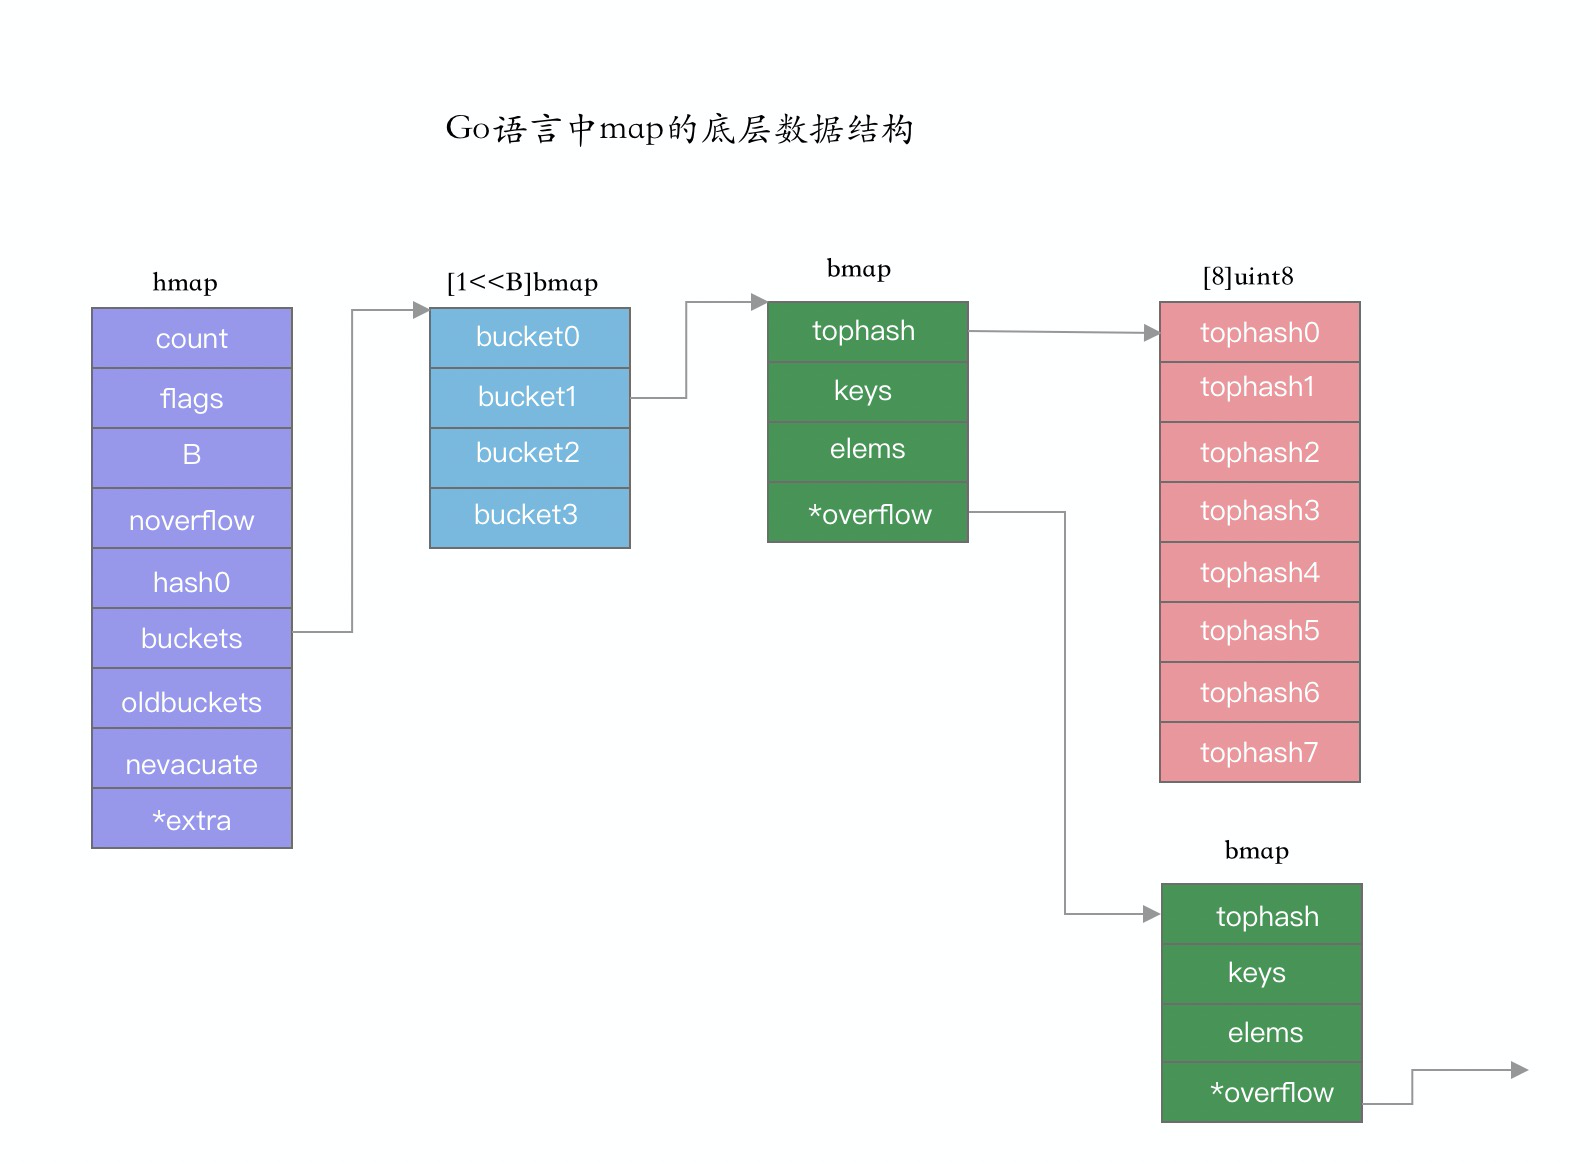 Go语言中map的底层数据结构
hmap
count
flags
B
noverflow
hash0
buckets
oldbuckets
nevacuate
*extra
[1<<B]bmap
bucket0
bucket1
bucket2
bucket3
bmap
tophash
keys
elems
*overflow
[8]uint8
tophash0
tophash1
tophash2
tophash3
tophash4
tophash5
tophash6
tophash7
bmap
tophash
keys
elems
*overflow